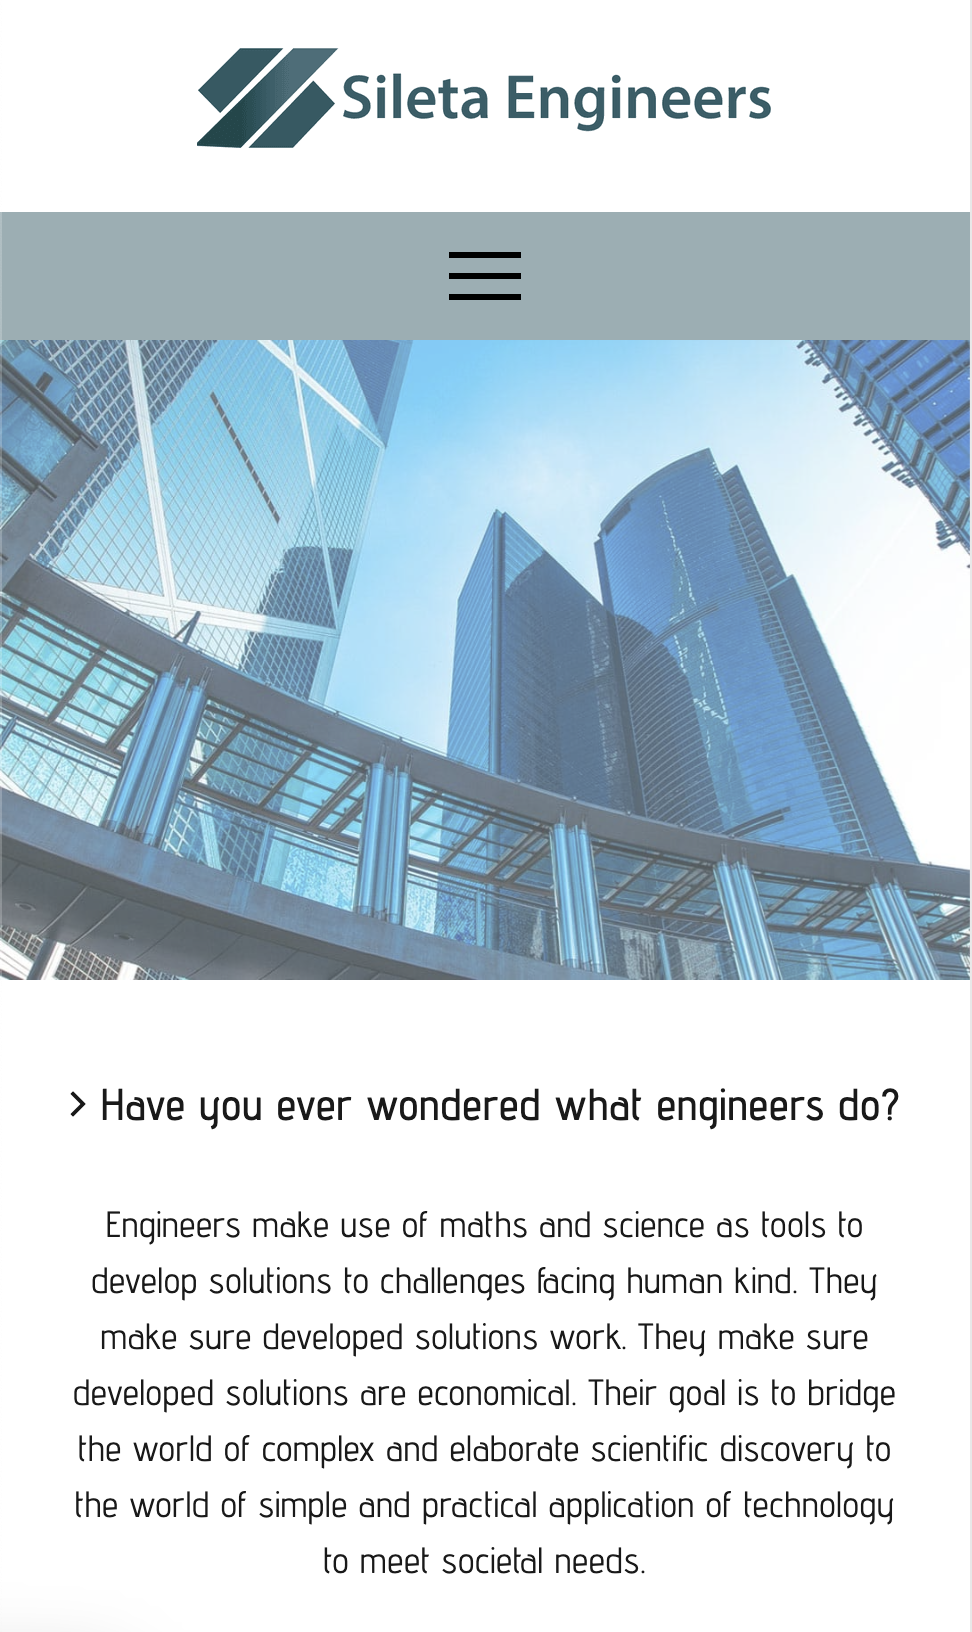 Sileta Engineers
> Have you ever wondered what engineers do?
Engineers make use of maths and science as tools to
develop solutions to challenges facing human kind. They
make sure developed solutions work. They make sure
developed solutions are economical. Their goal is to bridge
the world of complex and elaborate scientific discovery to
the world of simple and practical application of technology
to meet societal needs.